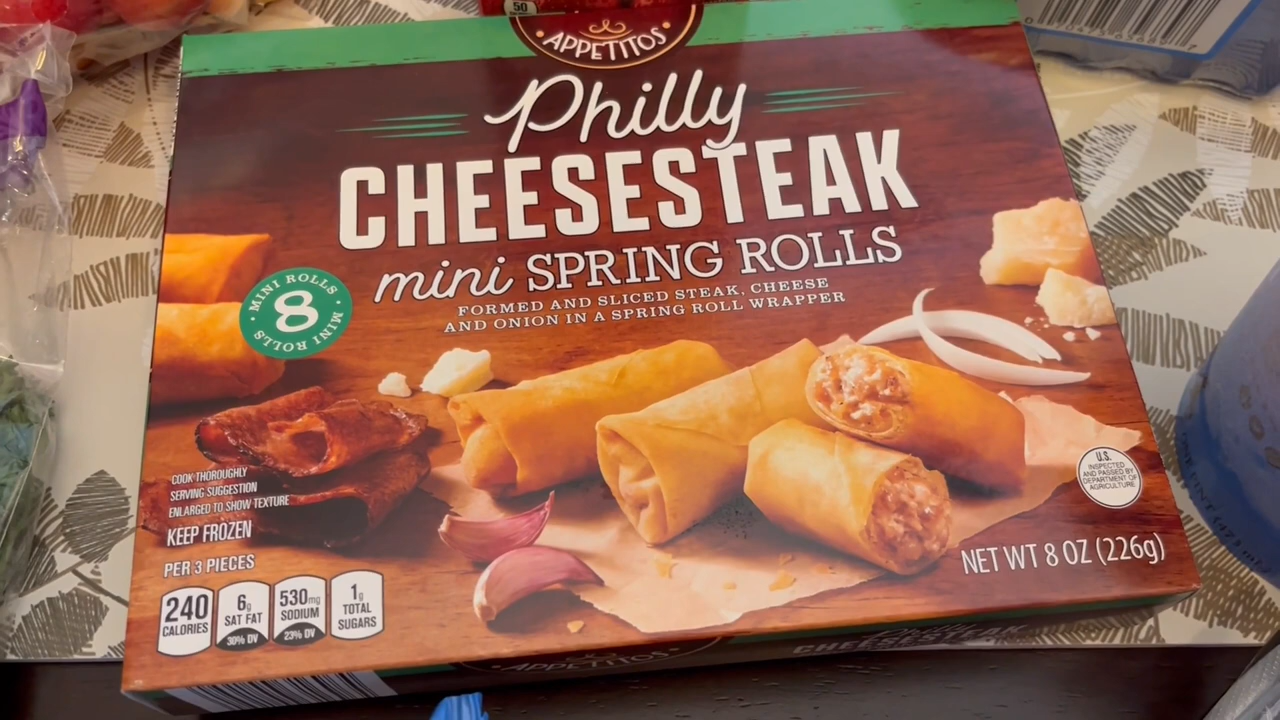 50
APPETITOS
Philly
CHEESESTEAK
mini SPRING ROLLS
FORMED AND SLICED STEAK, CHEESE
AND ONION IN A SPRING ROLL WRAPPER
MINI ROLLS
8
MINI ROLLS
COOK THOROUGHLY
SERVING SUGGESTION
ENLARGED TO SHOW TEXTURE
KEEP FROZEN
PER 3 PIECES
240
CALORIES
6g
SAT FAT
30% DV
530mg
SODIUM
23% DV
1g
TOTAL
SUGARS
U.S.
INSPECTED
AND PASSED BY
DEPARTMENT OF
AGRICULTURE
NET WT 8 OZ (226g)
APPETITOS